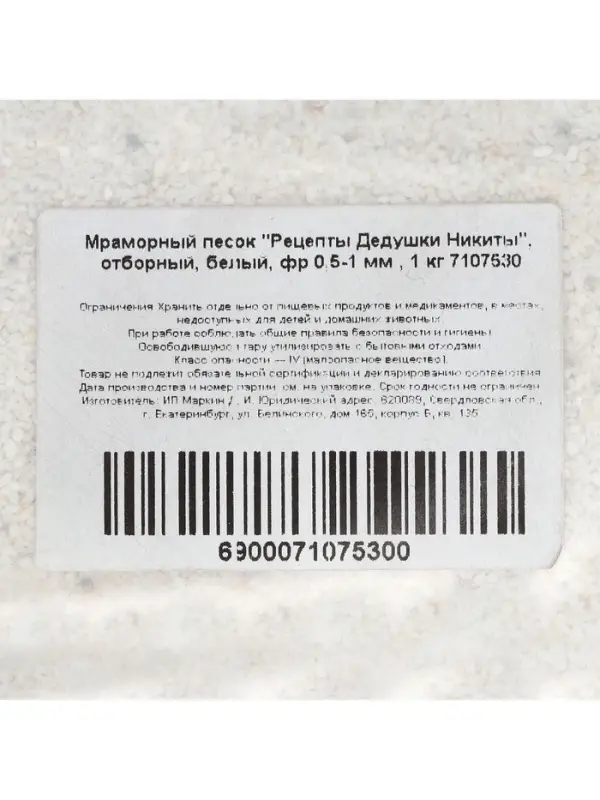 Мраморный песок "Рецепты Дедушки Никиты",
отборный, белый, фр 0,5-1 мм , 1 кг 7107530
Ограничения Хранить отдельно от пищевых продуктов и медикаментов, в местах,
недоступных для детей и домашних животных.
При работе соблюдать общие правила безопасности и гигиены.
Освободившуюся тару утилизировать с бытовыми отходами.
Класс опасности — IV (малоопасное вещество).
Товар не подлежит обязательной сертификации и декларированию соответствия
Дата производства и номер партии: см. на упаковке. Срок годности не ограничен
Изготовитель: ИП Маркин Д. И. Юридический адрес: 620089, Свердловская обл.,
г. Екатеринбург, ул. Белинского, дом 165, корпус Б, кв. 135
6900071075300